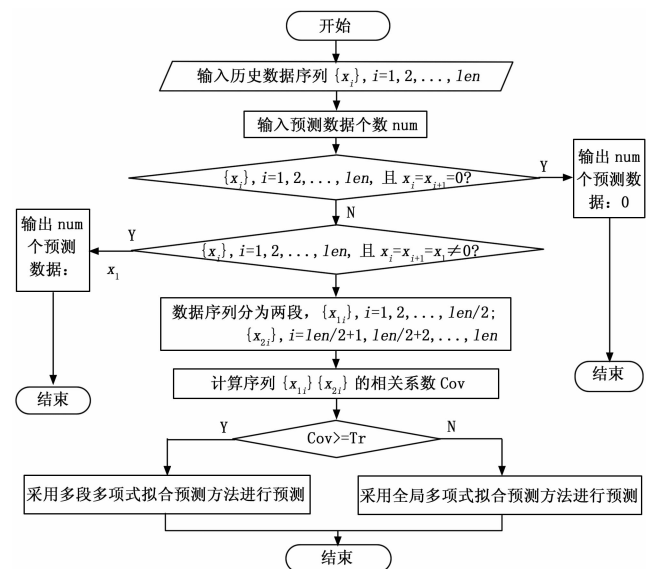 开始
输入历史数据序列 {xᵢ}, i=1,2,...,len
输入预测数据个数 num
{xᵢ}, i=1,2,...,len, 且 xᵢ=xᵢ₊₁=0?
Y
输出 num
个预测数
据: 0
N
{xᵢ}, i=1,2,...,len, 且 xᵢ=xᵢ₊₁=x₁≠0?
Y
输出 num
个预测
数据:
x₁
数据序列分为两段, {x₁ᵢ}, i=1,2,...,len/2;
{x₂ᵢ}, i=len/2+1,len/2+2,...,len
结束
计算序列 {x₁ᵢ}{x₂ᵢ} 的相关系数 Cov
结束
Y
Cov>=Tr
N
采用多段多项式拟合预测方法进行预测
采用全局多项式拟合预测方法进行预测
结束